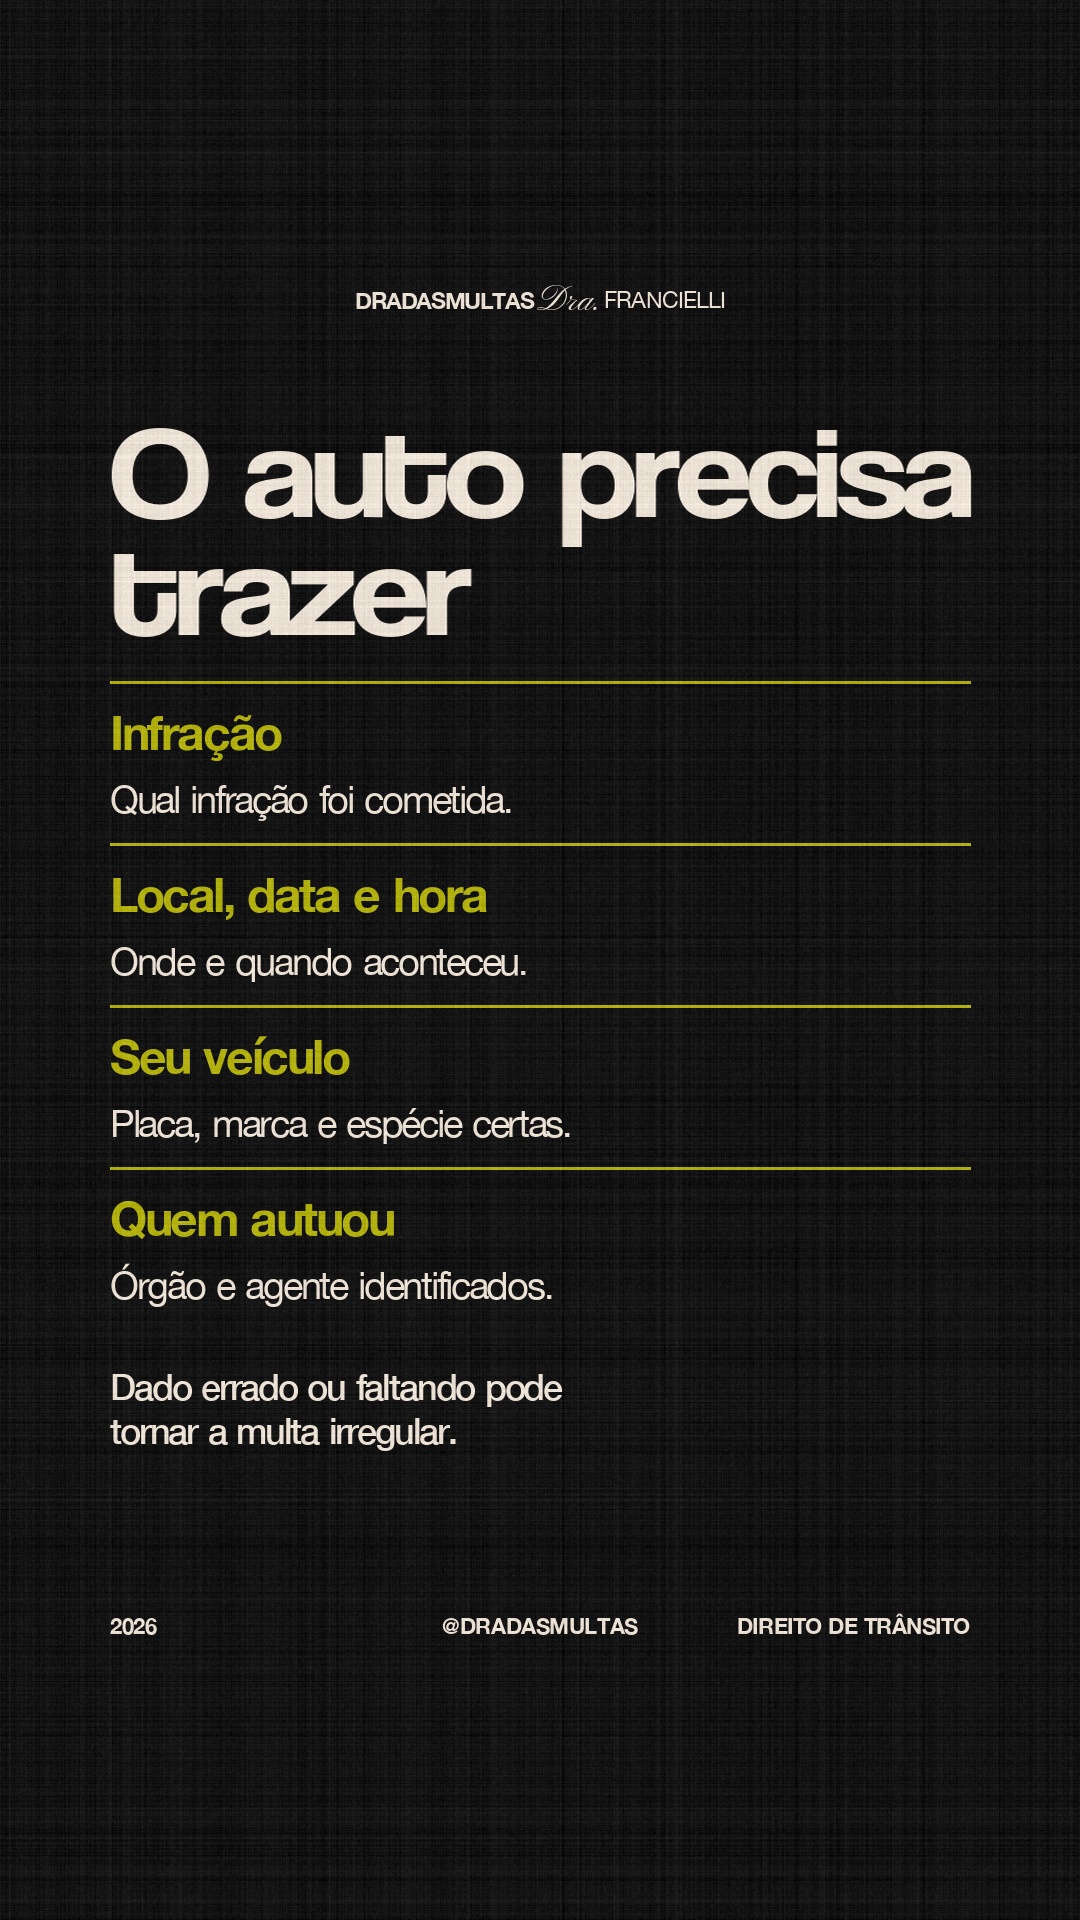 DRADASMULTAS Dra. FRANCIELLI
O auto precisa
trazer
Infração
Qual infração foi cometida.
Local, data e hora
Onde e quando aconteceu.
Seu veículo
Placa, marca e espécie certas.
Quem autuou
Órgão e agente identificados.
Dado errado ou faltando pode
tornar a multa irregular.
2026 @DRADASMULTAS DIREITO DE TRÂNSITO